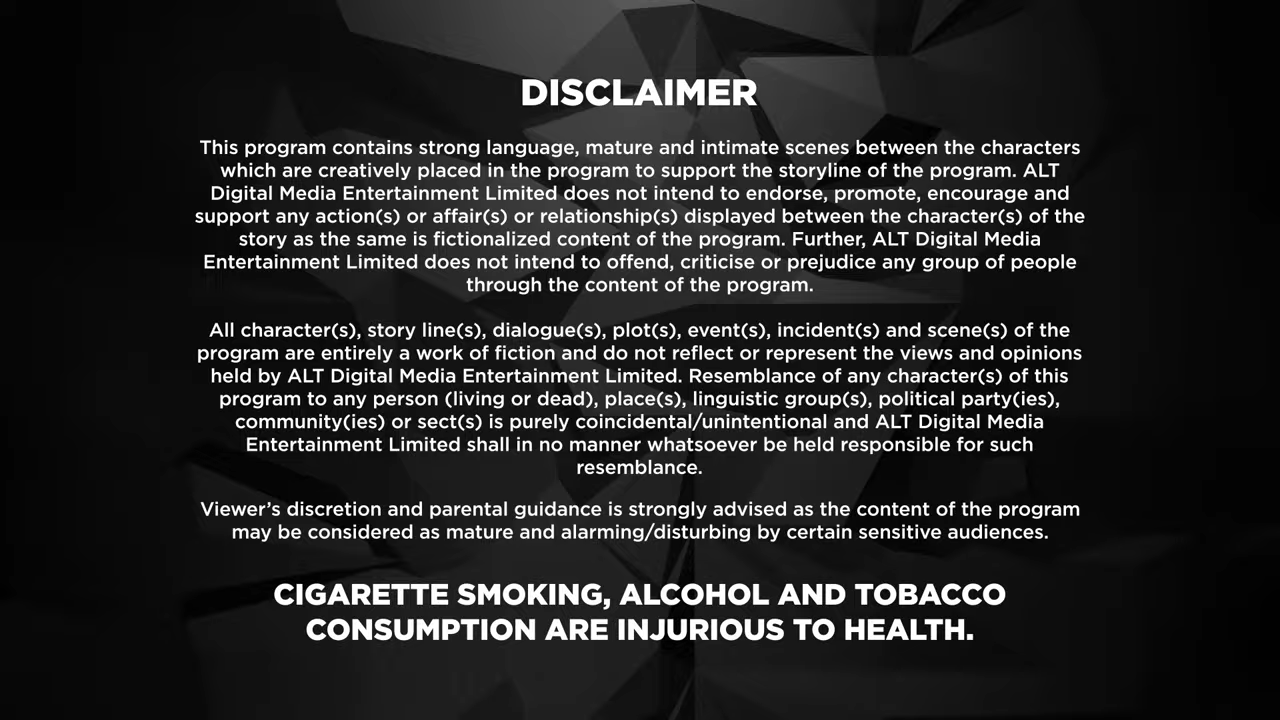 DISCLAIMER
This program contains strong language, mature and intimate scenes between the characters
which are creatively placed in the program to support the storyline of the program. ALT
Digital Media Entertainment Limited does not intend to endorse, promote, encourage and
support any action(s) or affair(s) or relationship(s) displayed between the character(s) of the
story as the same is fictionalized content of the program. Further, ALT Digital Media
Entertainment Limited does not intend to offend, criticise or prejudice any group of people
through the content of the program.
All character(s), story line(s), dialogue(s), plot(s), event(s), incident(s) and scene(s) of the
program are entirely a work of fiction and do not reflect or represent the views and opinions
held by ALT Digital Media Entertainment Limited. Resemblance of any character(s) of this
program to any person (living or dead), place(s), linguistic group(s), political party(ies),
community(ies) or sect(s) is purely coincidental/unintentional and ALT Digital Media
Entertainment Limited shall in no manner whatsoever be held responsible for such
resemblance.
Viewer’s discretion and parental guidance is strongly advised as the content of the program
may be considered as mature and alarming/disturbing by certain sensitive audiences.
CIGARETTE SMOKING, ALCOHOL AND TOBACCO
CONSUMPTION ARE INJURIOUS TO HEALTH.